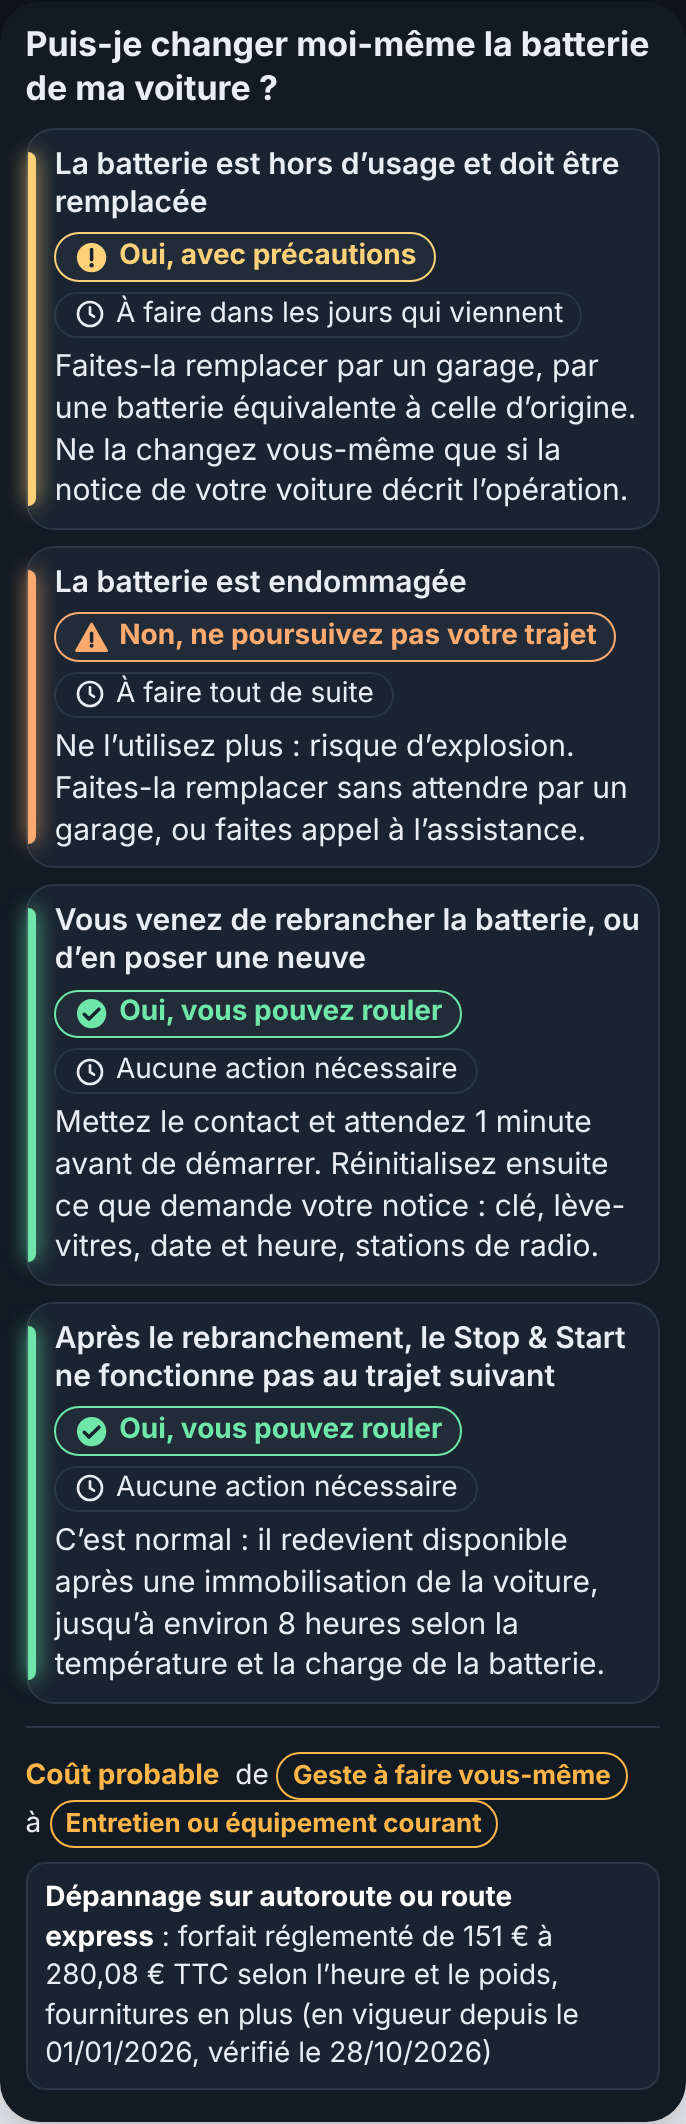 Puis-je changer moi-même la batterie
de ma voiture ?
La batterie est hors d’usage et doit être
remplacée
Oui, avec précautions
À faire dans les jours qui viennent
Faites-la remplacer par un garage, par
une batterie équivalente à celle d’origine.
Ne la changez vous-même que si la
notice de votre voiture décrit l’opération.
La batterie est endommagée
Non, ne poursuivez pas votre trajet
À faire tout de suite
Ne l’utilisez plus : risque d’explosion.
Faites-la remplacer sans attendre par un
garage, ou faites appel à l’assistance.
Vous venez de rebrancher la batterie, ou
d’en poser une neuve
Oui, vous pouvez rouler
Aucune action nécessaire
Mettez le contact et attendez 1 minute
avant de démarrer. Réinitialisez ensuite
ce que demande votre notice : clé, lève-
vitres, date et heure, stations de radio.
Après le rebranchement, le Stop & Start
ne fonctionne pas au trajet suivant
Oui, vous pouvez rouler
Aucune action nécessaire
C’est normal : il redevient disponible
après une immobilisation de la voiture,
jusqu’à environ 8 heures selon la
température et la charge de la batterie.
Coût probable de Geste à faire vous-même
à Entretien ou équipement courant
Dépannage sur autoroute ou route
express : forfait réglementé de 151 € à
280,08 € TTC selon l’heure et le poids,
fournitures en plus (en vigueur depuis le
01/01/2026, vérifié le 28/10/2026)